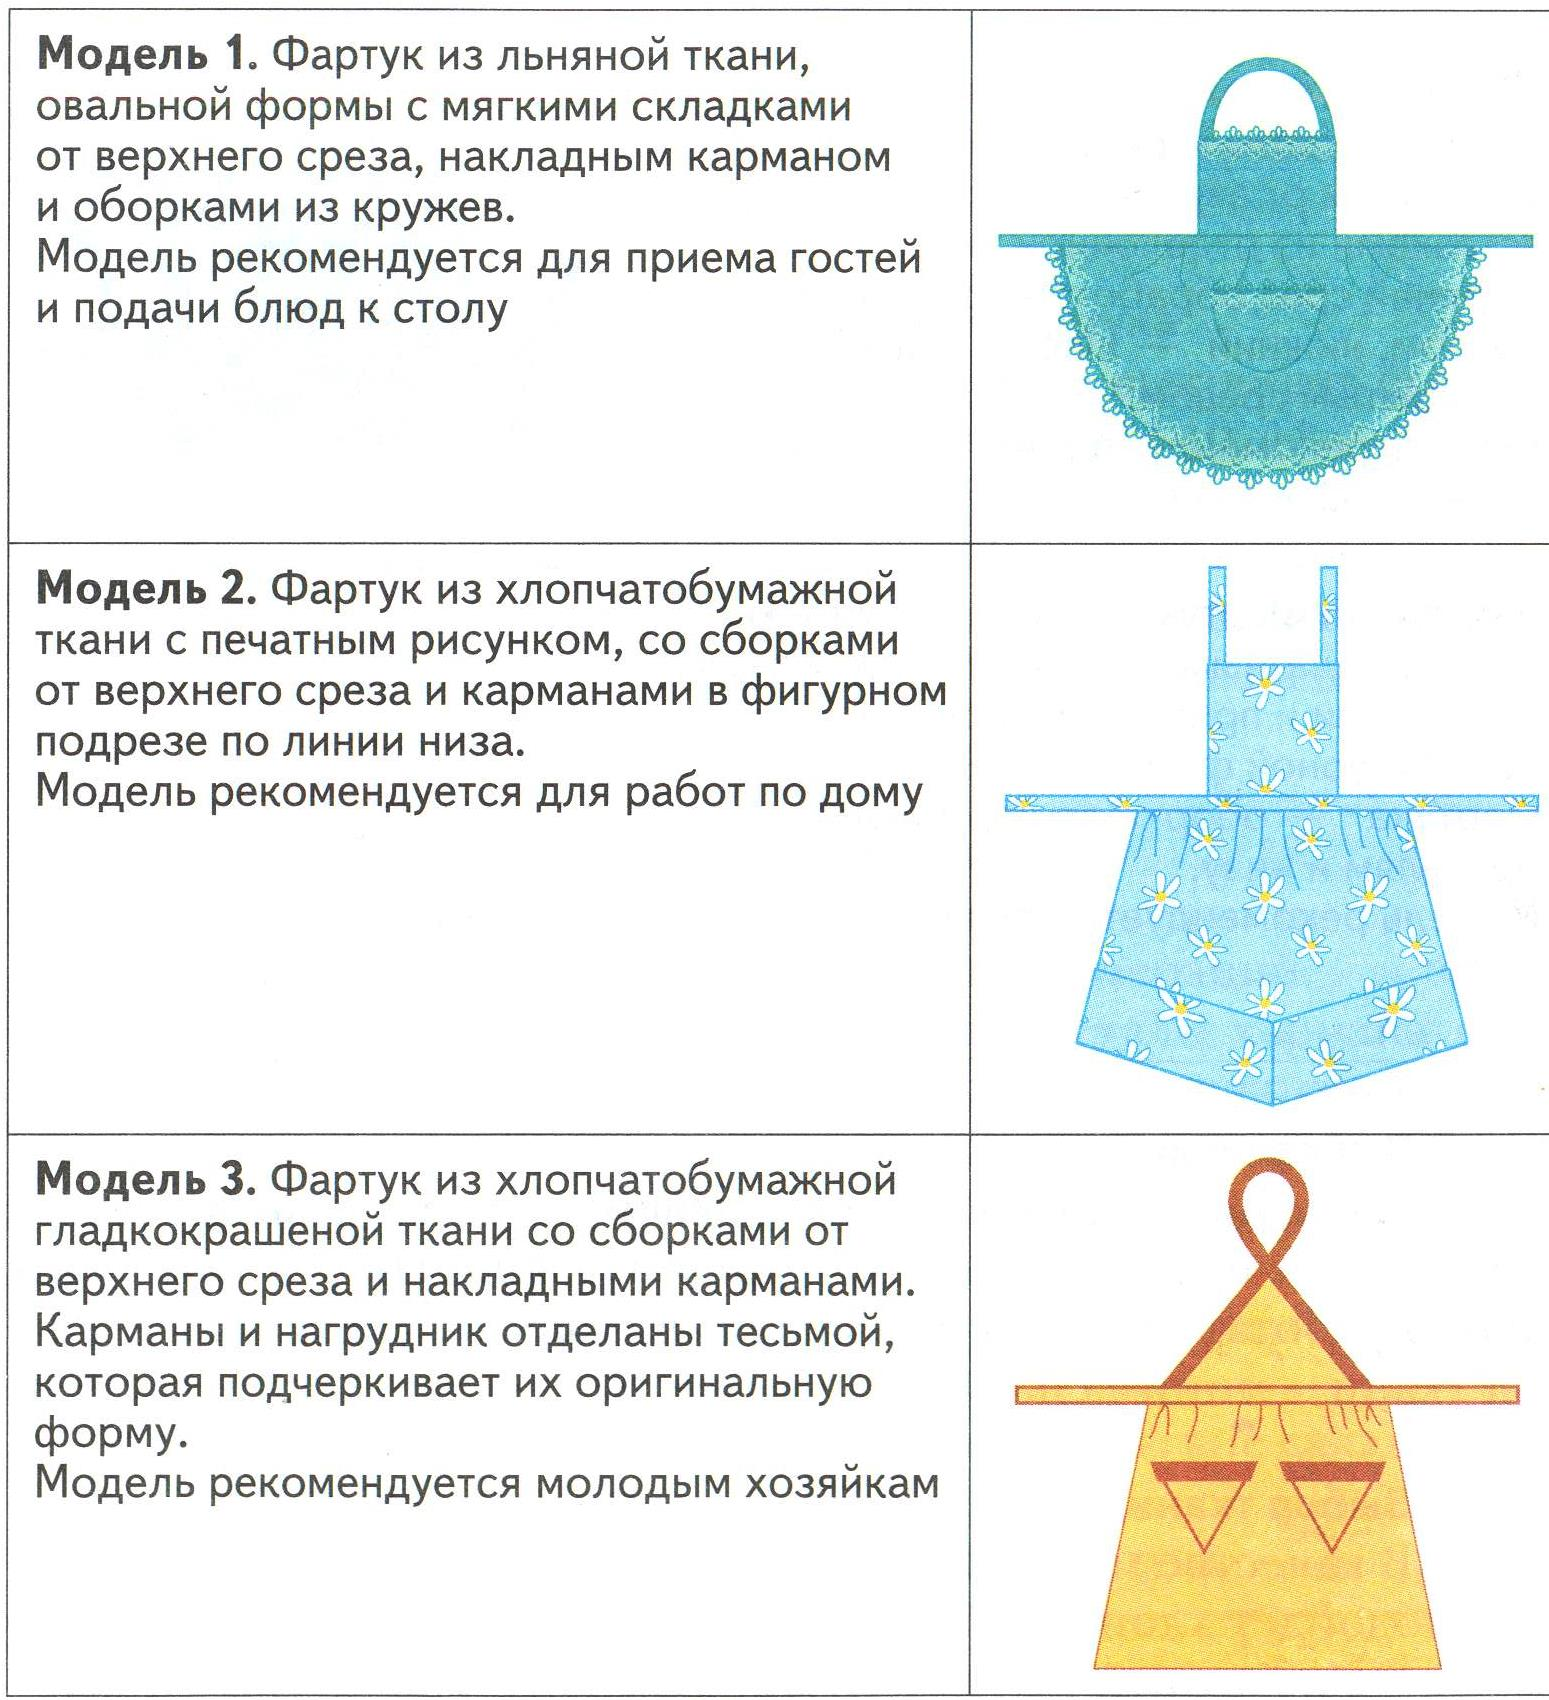 Модель 1. Фартук из льняной ткани,
овальной формы с мягкими складками
от верхнего среза, накладным карманом
и оборками из кружев.
Модель рекомендуется для приема гостей
и подачи блюд к столу
Модель 2. Фартук из хлопчатобумажной
ткани с печатным рисунком, со сборками
от верхнего среза и карманами в фигурном
подрезе по линии низа.
Модель рекомендуется для работ по дому
Модель 3. Фартук из хлопчатобумажной
гладкокрашеной ткани со сборками от
верхнего среза и накладными карманами.
Карманы и нагрудник отделаны тесьмой,
которая подчеркивает их оригинальную
форму.
Модель рекомендуется молодым хозяйкам